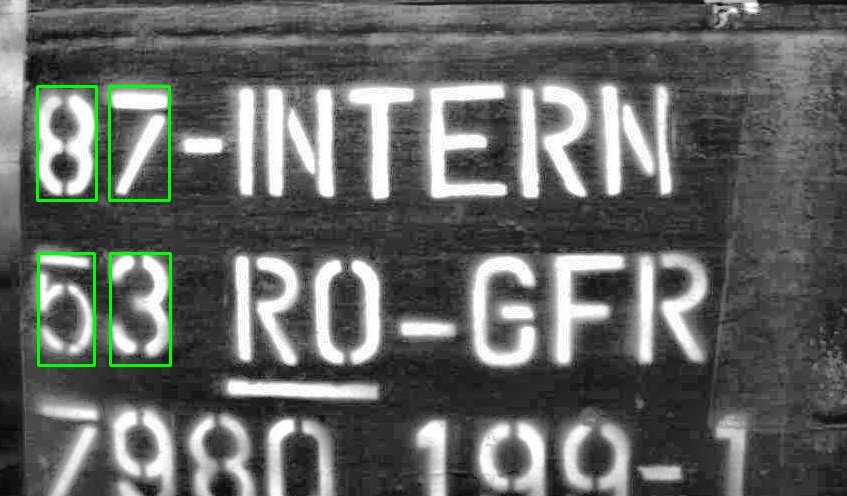 87-INTERN
53 RO-GFR
7980 199-1